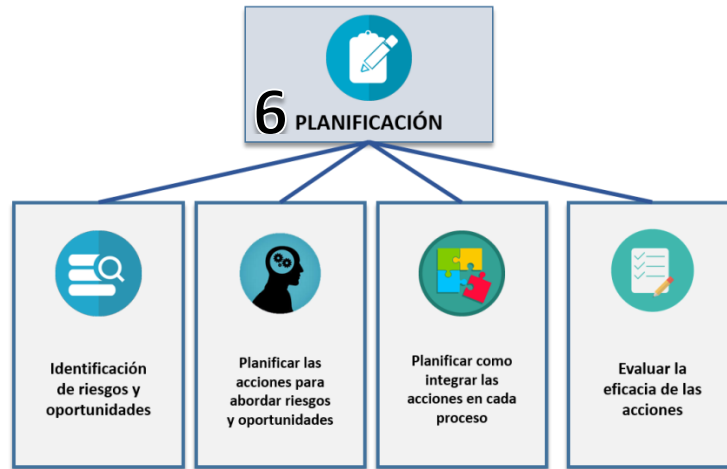 6 PLANIFICACIÓN
Identificación
de riesgos y
oportunidades
Planificar las
acciones para
abordar riesgos
y oportunidades
Planificar como
integrar las
acciones en cada
proceso
Evaluar la
eficacia de las
acciones